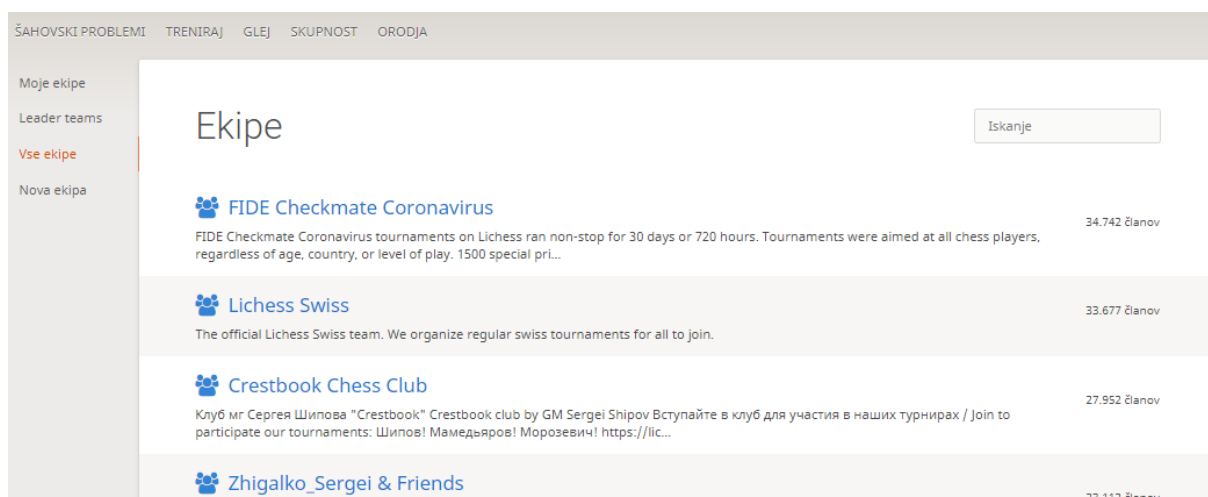 ŠAHOVSKI PROBLEMI TRENIRAJ GLEJ SKUPNOST ORODJA
Moje ekipe
Leader teams
Vse ekipe
Nova ekipa
Ekipe
Iskanje
FIDE Checkmate Coronavirus
34.742 članov
FIDE Checkmate Coronavirus tournaments on Lichess ran non-stop for 30 days or 720 hours. Tournaments were aimed at all chess players,
regardless of age, country, or level of play. 1500 special pri...
Lichess Swiss
33.677 članov
The official Lichess Swiss team. We organize regular swiss tournaments for all to join.
Crestbook Chess Club
27.952 članov
Клуб мг Сергея Шипова "Crestbook" Crestbook club by GM Sergei Shipov Вступайте в клуб для участия в наших турнирах / Join to
participate our tournaments: Шипов! Мамедьяров! Морозевич! https://lic...
Zhigalko_Sergei & Friends